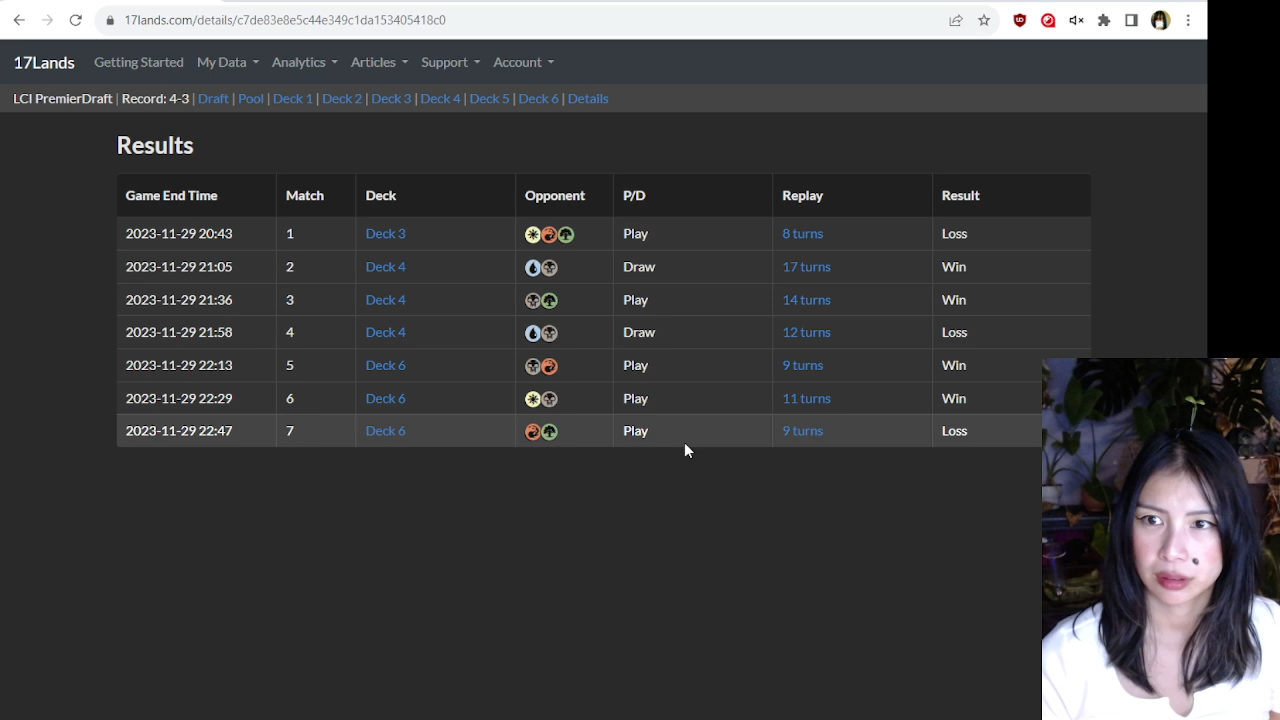 17lands.com/details/c7de83e8e5c44e349c1da153405418c0
17Lands Getting Started My Data Analytics Articles Support Account
LCI PremierDraft | Record: 4-3 | Draft | Pool | Deck 1 | Deck 2 | Deck 3 | Deck 4 | Deck 5 | Deck 6 | Details
Results
Game End Time Match Deck Opponent P/D Replay Result
2023-11-29 20:43 1 Deck 3 Play 8 turns Loss
2023-11-29 21:05 2 Deck 4 Draw 17 turns Win
2023-11-29 21:36 3 Deck 4 Play 14 turns Win
2023-11-29 21:58 4 Deck 4 Draw 12 turns Loss
2023-11-29 22:13 5 Deck 6 Play 9 turns Win
2023-11-29 22:29 6 Deck 6 Play 11 turns Win
2023-11-29 22:47 7 Deck 6 Play 9 turns Loss